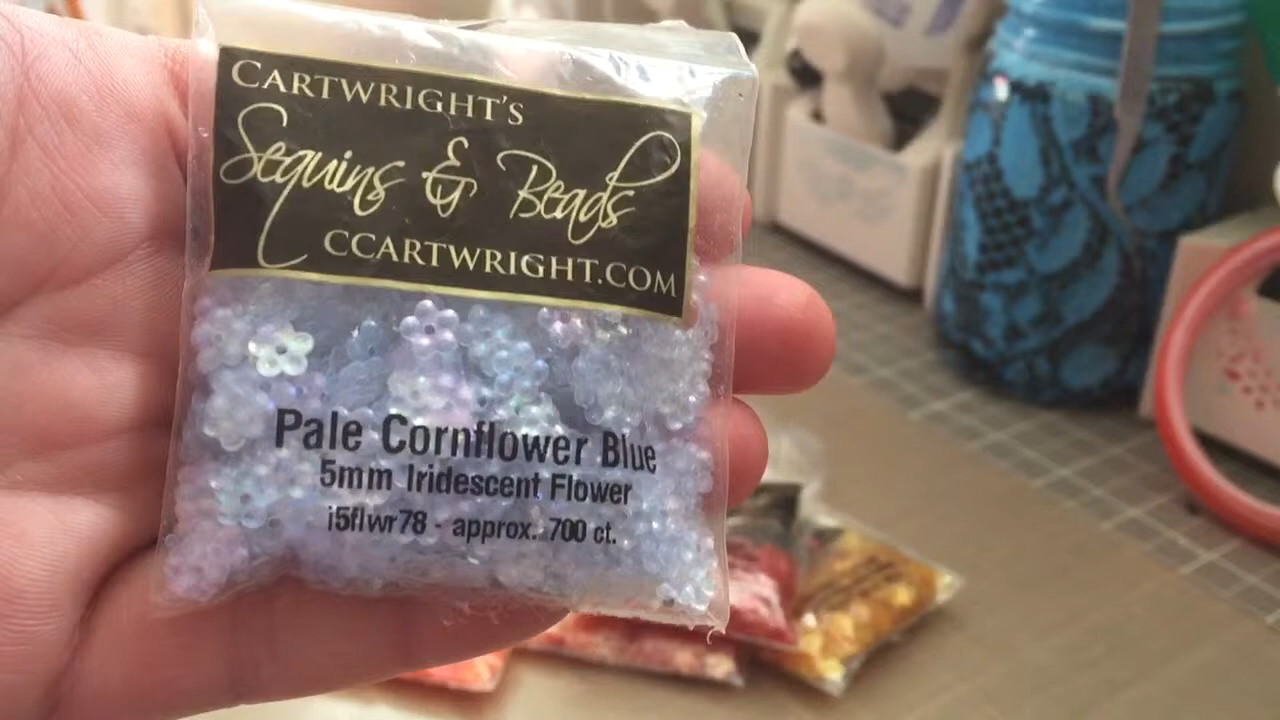 CARTWRIGHT'S
Sequins & Beads
CCARTWRIGHT.COM
Pale Cornflower Blue
5mm Iridescent Flower
i5flwr78 - approx. 700 ct.